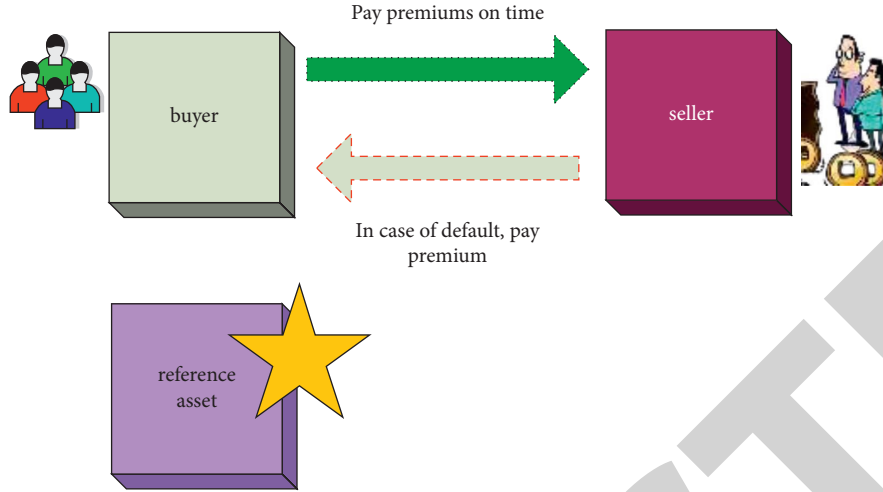 Pay premiums on time
buyer
seller
In case of default, pay
premium
reference
asset